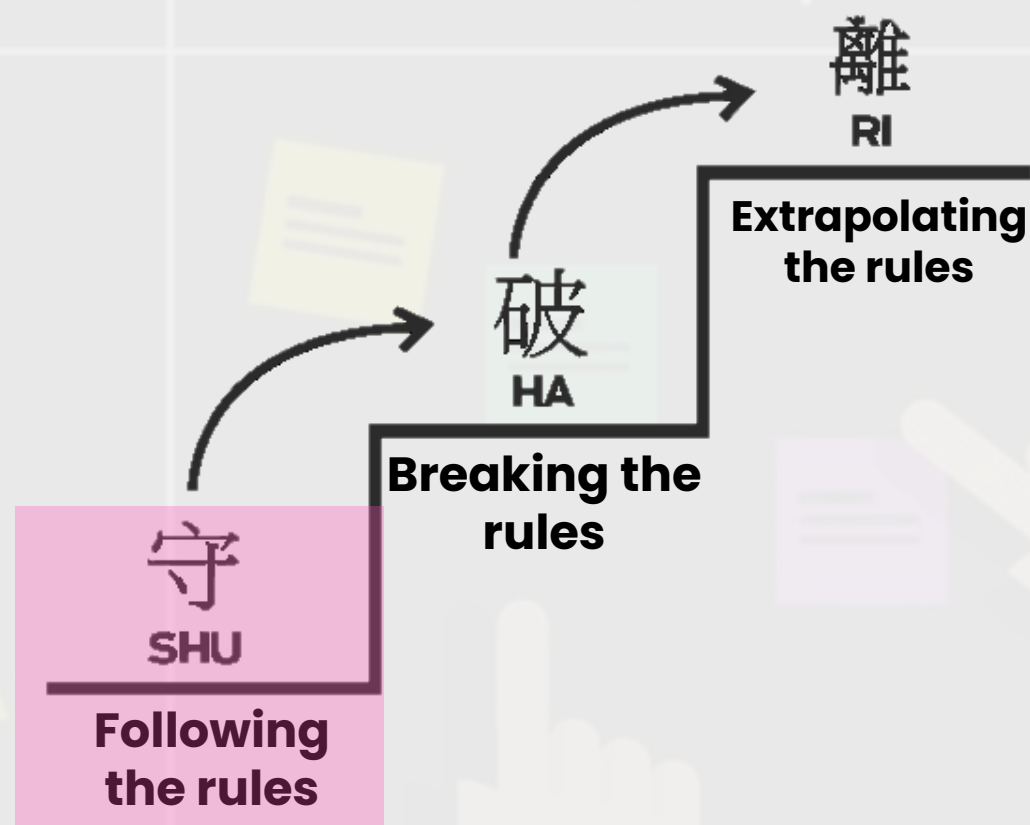 離
RI
Extrapolating
the rules
破
HA
Breaking the
rules
守
SHU
Following
the rules